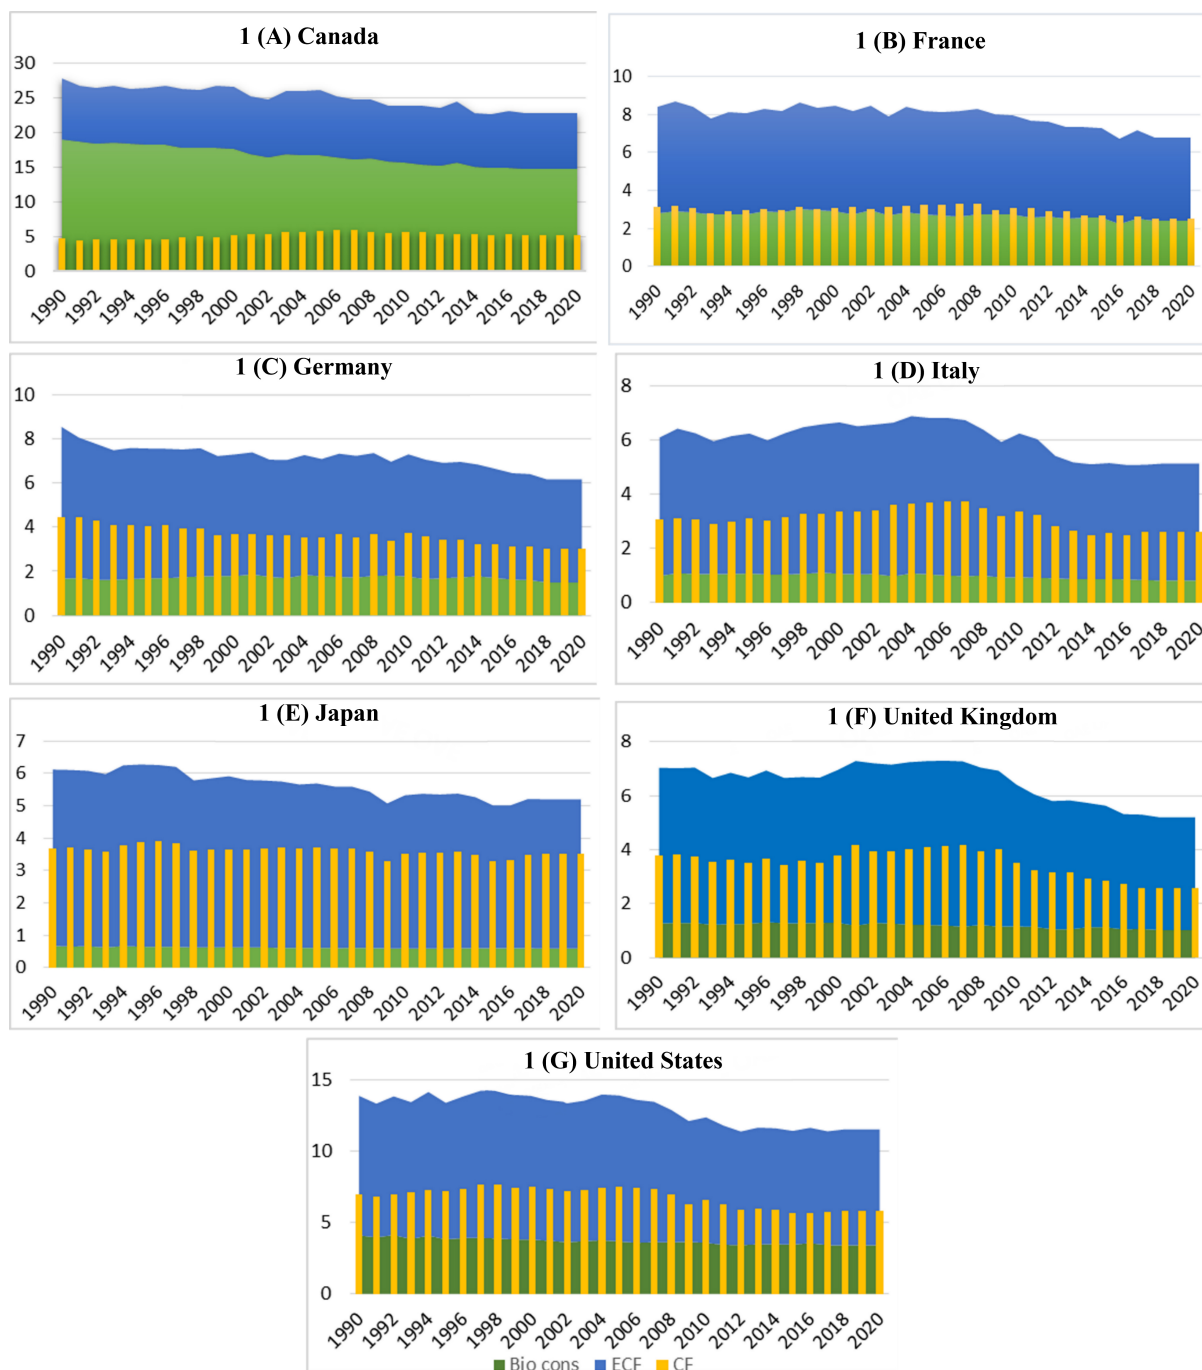 1 (A) Canada
30
25
20
15
10
5
0
1990 1992 1994 1996 1998 2000 2002 2004 2006 2008 2010 2012 2014 2016 2018 2020
1 (B) France
10
8
6
4
2
0
1990 1992 1994 1996 1998 2000 2002 2004 2006 2008 2010 2012 2014 2016 2018 2020
1 (C) Germany
10
8
6
4
2
0
1990 1992 1994 1996 1998 2000 2002 2004 2006 2008 2010 2012 2014 2016 2018 2020
1 (D) Italy
8
6
4
2
0
1990 1992 1994 1996 1998 2000 2002 2004 2006 2008 2010 2012 2014 2016 2018 2020
1 (E) Japan
7
6
5
4
3
2
1
0
1990 1992 1994 1996 1998 2000 2002 2004 2006 2008 2010 2012 2014 2016 2018 2020
1 (F) United Kingdom
8
6
4
2
0
1990 1992 1994 1996 1998 2000 2002 2004 2006 2008 2010 2012 2014 2016 2018 2020
1 (G) United States
15
10
5
0
1990 1992 1994 1996 1998 2000 2002 2004 2006 2008 2010 2012 2014 2016 2018 2020
Bio cons ECF CF